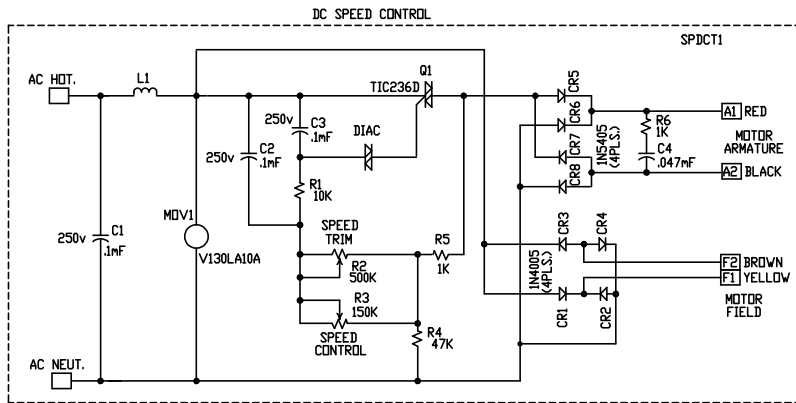 DC SPEED CONTROL
SPDCT1
AC HOT.
L1
Q1
TIC236D
CR5
CR6
CR7
CR8
1N5405
(4PLS.)
A1 RED
R6
1K
C4
.047mF
MOTOR
ARMATURE
A2 BLACK
250v
C3
.1mF
DIAC
250v
C2
.1mF
R1
10K
250v
C1
.1mF
MOV1
V130LA10A
SPEED
TRIM
R2
500K
R5
1K
R3
150K
SPEED
CONTROL
R4
47K
CR3
CR4
1N4005
(4PLS.)
CR1
CR2
F2 BROWN
F1 YELLOW
MOTOR
FIELD
AC NEUT.